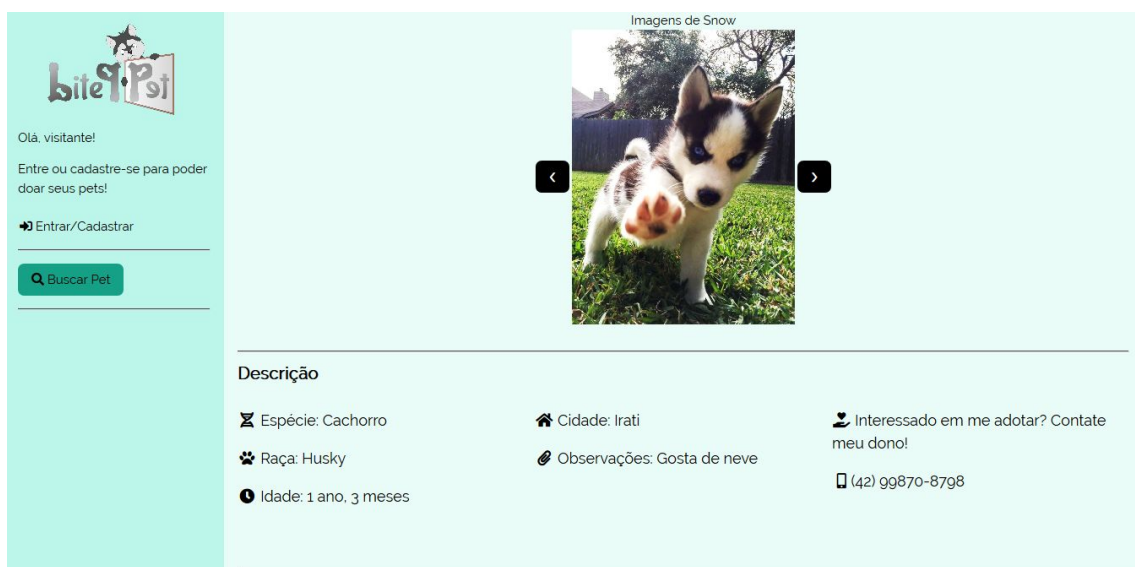 bite P. Pet
Olá, visitante!
Entre ou cadastre-se para poder
doar seus pets!
Entrar/Cadastrar
Buscar Pet
Imagens de Snow
Descrição
Espécie: Cachorro
Raça: Husky
Idade: 1 ano, 3 meses
Cidade: Irati
Observações: Gosta de neve
Interessado em me adotar? Contate
meu dono!
(42) 99870-8798